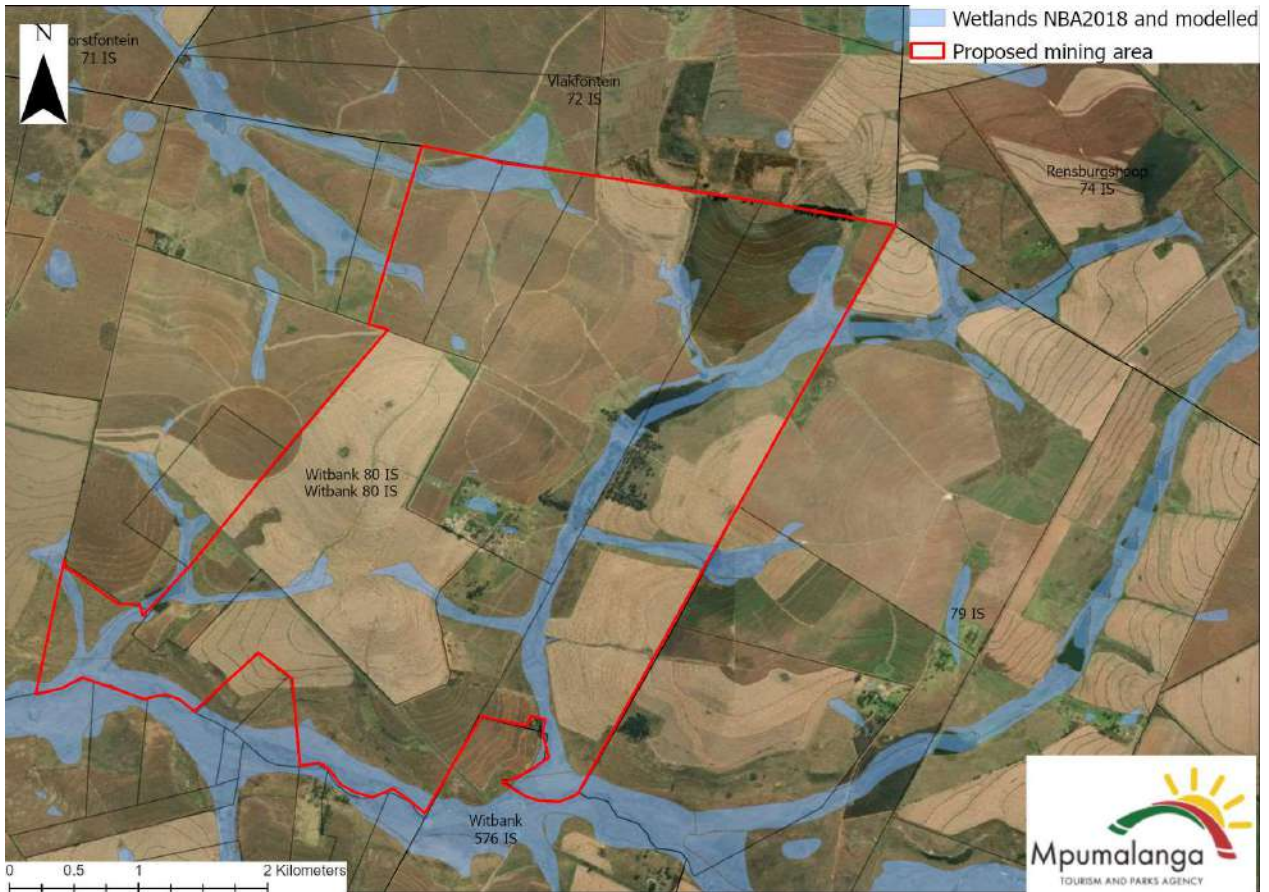 Wetlands NBA2018 and modelled
Proposed mining area
N
orstfontein
71 IS
Vlakfontein
72 IS
Rensburgshoop
74 IS
Witbank 80 IS
Witbank 80 IS
79 IS
Witbank
576 IS
0 0.5 1 2 Kilometers
Mpumalanga
TOURISM AND PARKS AGENCY